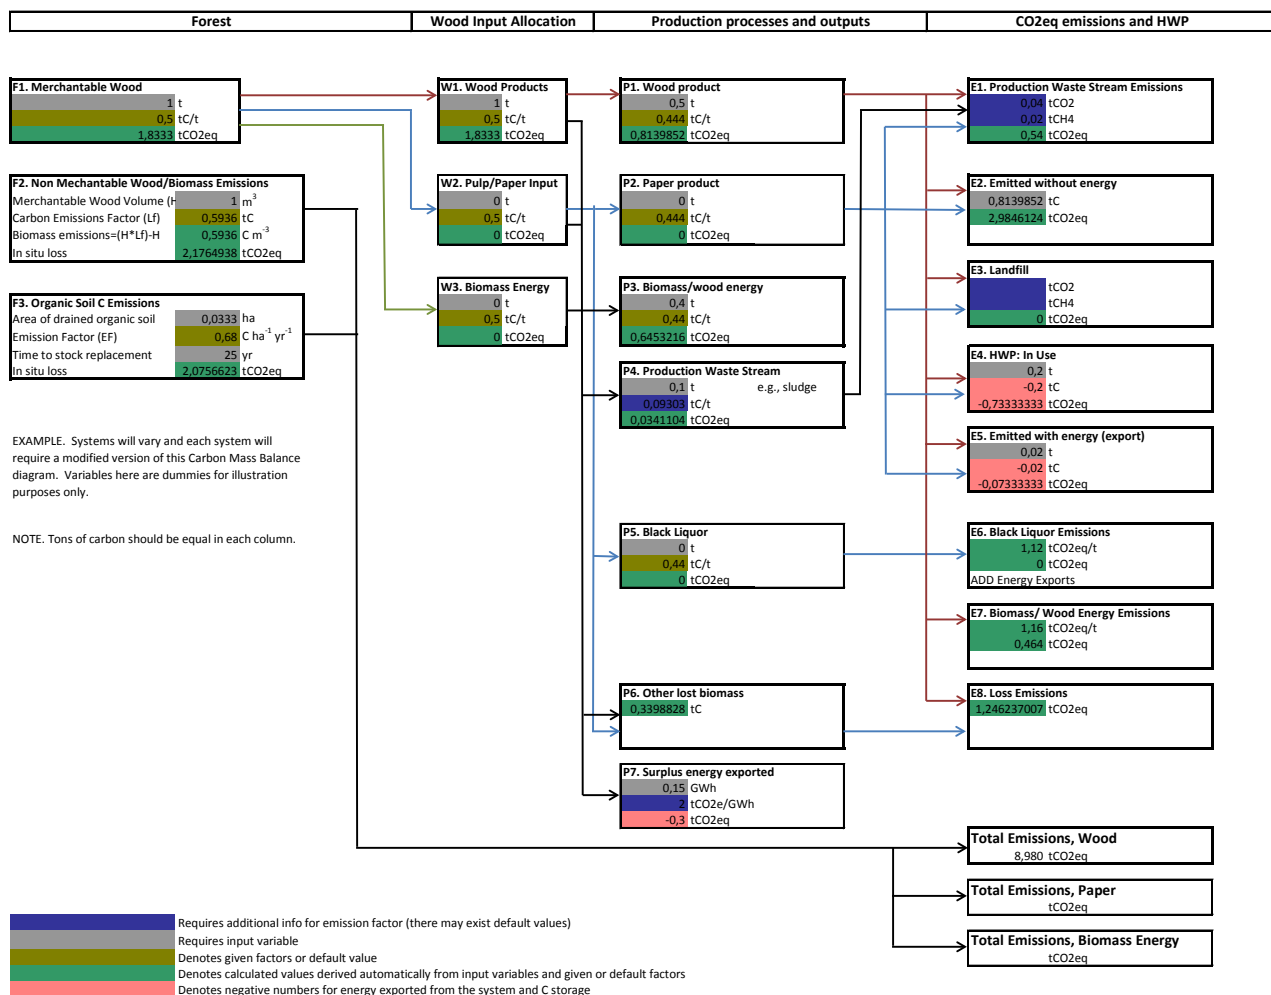 Forest
Wood Input Allocation
Production processes and outputs
CO2eq emissions and HWP
F1. Merchantable Wood
1 t
0,5 tC/t
1,8333 tCO2eq
F2. Non Mechantable Wood/Biomass Emissions
Merchantable Wood Volume (H 1 m³
Carbon Emissions Factor (Lf) 0,5936 tC
Biomass emissions=(H*Lf)-H 0,5936 C m⁻³
In situ loss 2,1764938 tCO2eq
F3. Organic Soil C Emissions
Area of drained organic soil 0,0333 ha
Emission Factor (EF) 0,68 C ha⁻¹ yr⁻¹
Time to stock replacement 25 yr
In situ loss 2,0756623 tCO2eq
EXAMPLE. Systems will vary and each system will
require a modified version of this Carbon Mass Balance
diagram. Variables here are dummies for illustration
purposes only.
NOTE. Tons of carbon should be equal in each column.
W1. Wood Products
1 t
0,5 tC/t
1,8333 tCO2eq
W2. Pulp/Paper Input
0 t
0,5 tC/t
0 tCO2eq
W3. Biomass Energy
0 t
0,5 tC/t
0 tCO2eq
P1. Wood product
0,5 t
0,444 tC/t
0,8139852 tCO2eq
P2. Paper product
0 t
0,444 tC/t
0 tCO2eq
P3. Biomass/wood energy
0,4 t
0,44 tC/t
0,6453216 tCO2eq
P4. Production Waste Stream
0,1 t e.g., sludge
0,09303 tC/t
0,0341104 tCO2eq
P5. Black Liquor
0 t
0,44 tC/t
0 tCO2eq
P6. Other lost biomass
0,3398828 tC
P7. Surplus energy exported
0,15 GWh
2 tCO2e/GWh
-0,3 tCO2eq
E1. Production Waste Stream Emissions
0,04 tCO2
0,02 tCH4
0,54 tCO2eq
E2. Emitted without energy
0,8139852 tC
2,9846124 tCO2eq
E3. Landfill
tCO2
tCH4
0 tCO2eq
E4. HWP: In Use
0,2 t
-0,2 tC
-0,73333333 tCO2eq
E5. Emitted with energy (export)
0,02 t
-0,02 tC
-0,07333333 tCO2eq
E6. Black Liquor Emissions
1,12 tCO2eq/t
0 tCO2eq
ADD Energy Exports
E7. Biomass/ Wood Energy Emissions
1,16 tCO2eq/t
0,464 tCO2eq
E8. Loss Emissions
1,246237007 tCO2eq
Total Emissions, Wood
8,980 tCO2eq
Total Emissions, Paper
tCO2eq
Total Emissions, Biomass Energy
tCO2eq
Requires additional info for emission factor (there may exist default values)
Requires input variable
Denotes given factors or default value
Denotes calculated values derived automatically from input variables and given or default factors
Denotes negative numbers for energy exported from the system and C storage